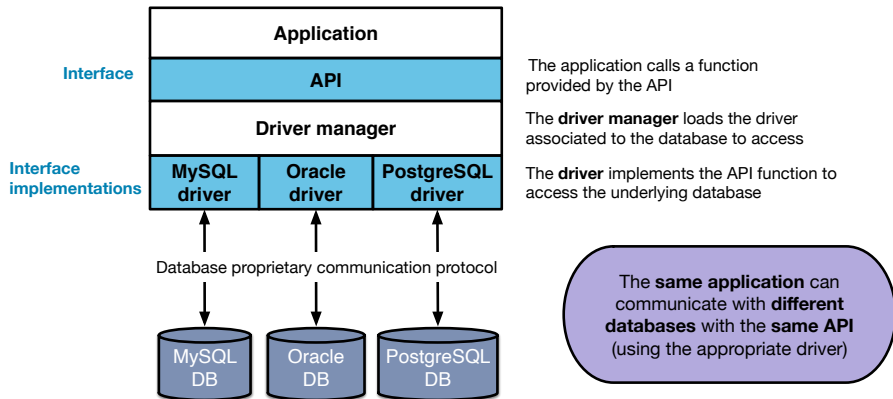 Application
Interface
API
The application calls a function
provided by the API
Driver manager
The driver manager loads the driver
associated to the database to access
Interface
implementations
MySQL
driver
Oracle
driver
PostgreSQL
driver
The driver implements the API function to
access the underlying database
Database proprietary communication protocol
MySQL
DB
Oracle
DB
PostgreSQL
DB
The same application can
communicate with different
databases with the same API
(using the appropriate driver)